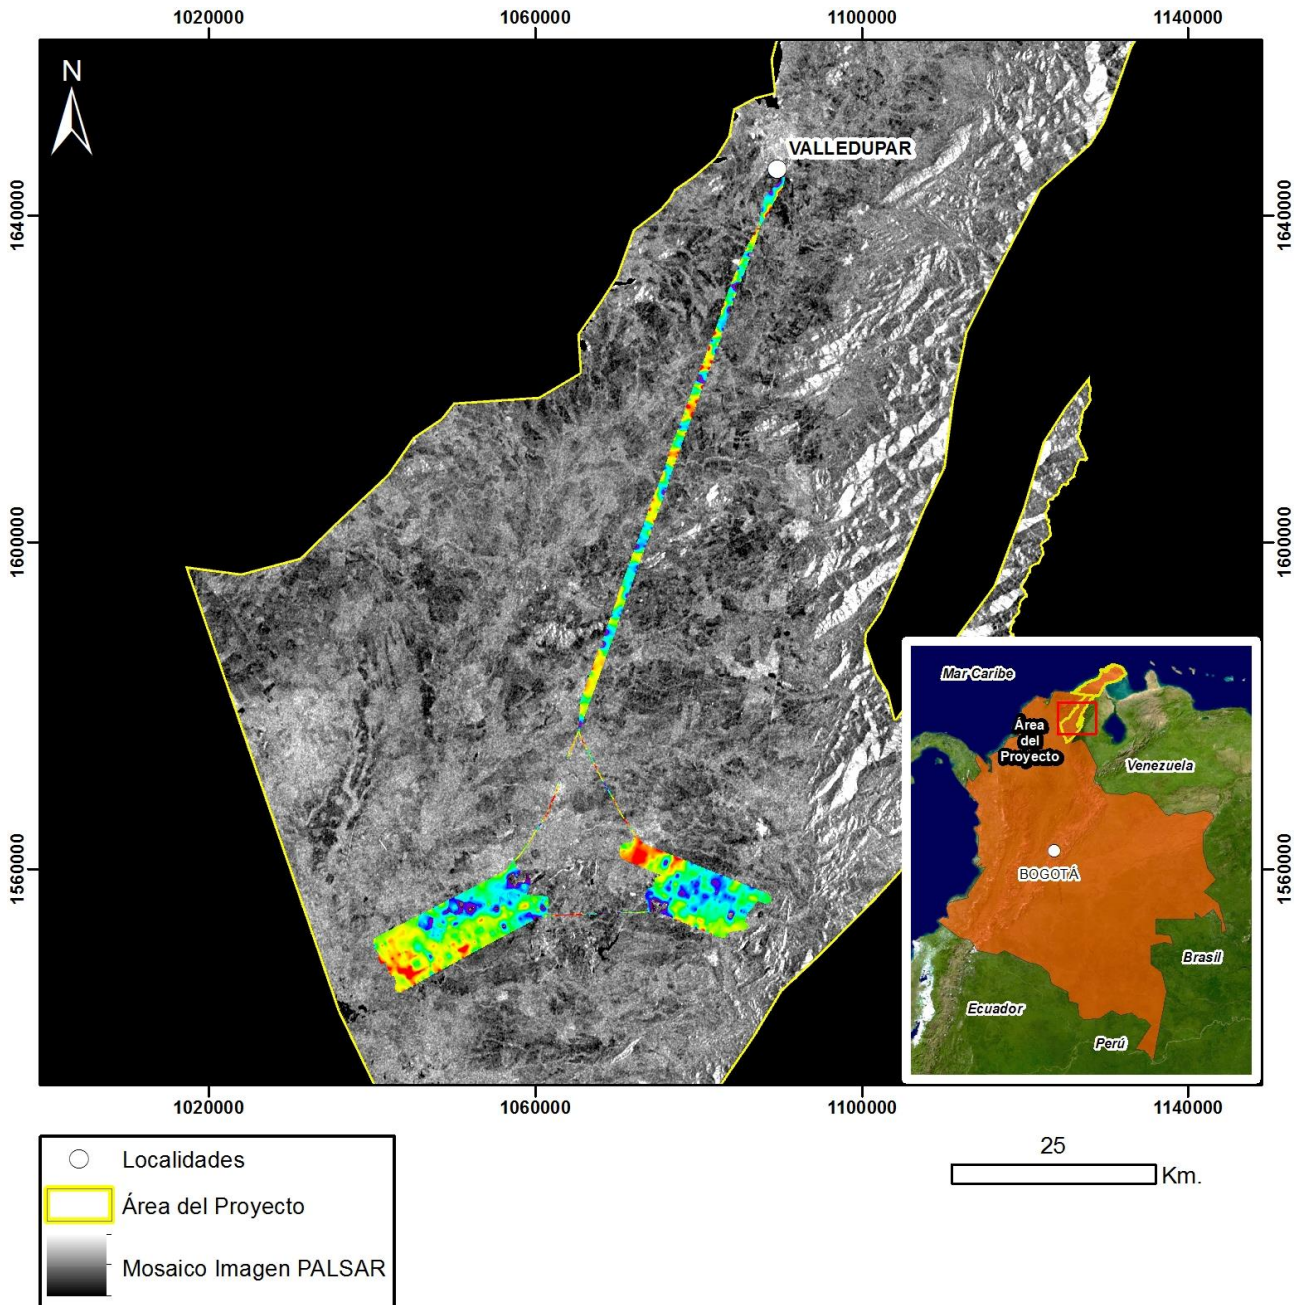 1020000
1060000
1100000
1140000
N
VALLEDUPAR
1640000
1640000
1600000
1600000
1560000
1560000
Mar Caribe
Área
del
Proyecto
Venezuela
BOGOTÁ
Brasil
Ecuador
Perú
1020000
1060000
1100000
1140000
Localidades
Área del Proyecto
Mosaico Imagen PALSAR
25
Km.